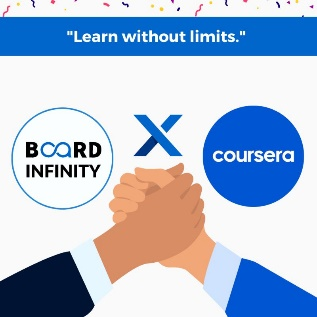 "Learn without limits."
BOARD
INFINITY
X
coursera